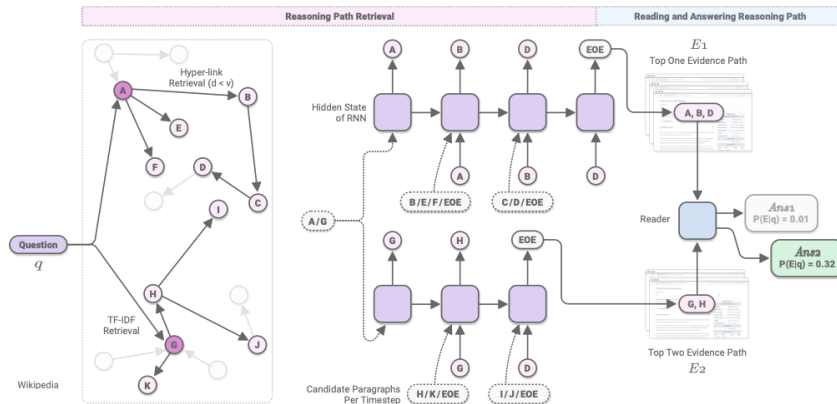 Reasoning Path Retrieval
Reading and Answering Reasoning Path
A
B
D
EOE
E1
Top One Evidence Path
Hyper-link
Retrieval (d < v)
A
B
E
F
D
C
I
Hidden State
of RNN
A, B, D
A
B
D
B/E/F/EOE
C/D/EOE
A/G
Reader
Ans1
P(E|q) = 0.01
Question
q
G
H
EOE
Ans2
P(E|q) = 0.32
H
TF-IDF
Retrieval
G
J
K
G, H
G
D
Top Two Evidence Path
E2
Wikipedia
Candidate Paragraphs
Per Timestep
H/K/EOE
I/J/EOE